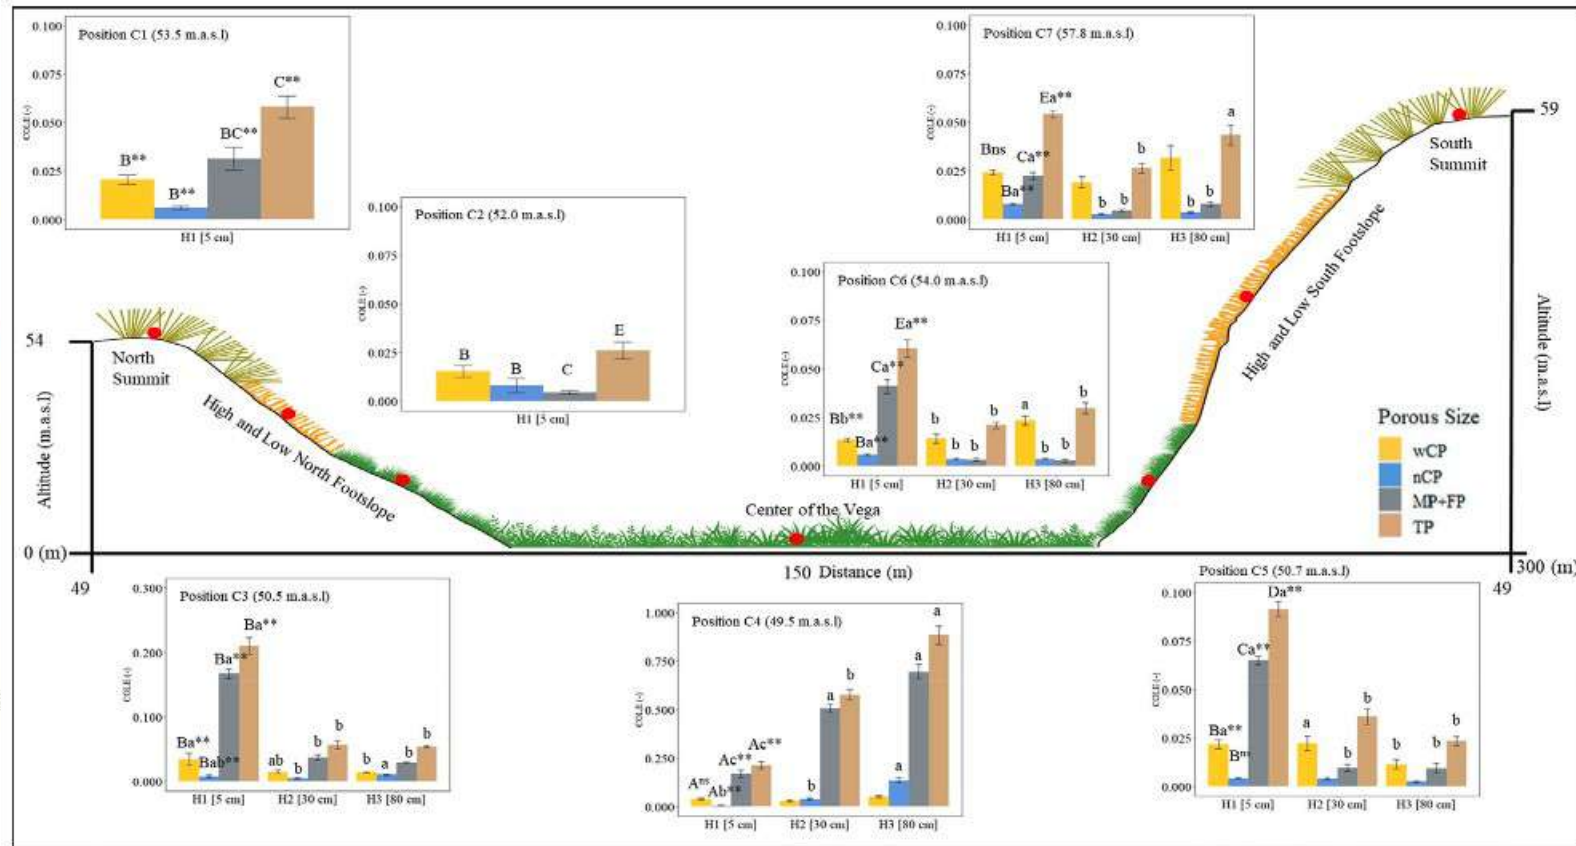 Position C1 (53.5 m.a.s.l)
COLE (-)
0.100
0.075
0.050
0.025
0.000
B**
B**
BC**
C**
H1 [5 cm]
Position C2 (52.0 m.a.s.l)
COLE (-)
0.100
0.075
0.050
0.025
0.000
B
B
C
E
H1 [5 cm]
Position C7 (57.8 m.a.s.l)
COLE (-)
0.100
0.075
0.050
0.025
0.000
Bns
Ba**
Ca**
Ea**
b
b
b
b
b
a
H1 [5 cm]
H2 [30 cm]
H3 [80 cm]
Position C6 (54.0 m.a.s.l)
COLE (-)
0.100
0.075
0.050
0.025
0.000
Bb**
Ba**
Ca**
Ea**
b
b
b
b
a
b
b
b
H1 [5 cm]
H2 [30 cm]
H3 [80 cm]
59
South
Summit
High and Low South Footslope
Altitude (m.a.s.l)
54
North
Summit
High and Low North Footslope
Altitude (m.a.s.l)
Center of the Vega
Porous Size
wCP
nCP
MP+FP
TP
0 (m)
49
150 Distance (m)
300 (m)
49
Position C3 (50.5 m.a.s.l)
COLE (-)
0.300
0.200
0.100
0.000
Ba**
Bab**
Ba**
Ba**
ab
b
b
b
b
a
b
b
H1 [5 cm]
H2 [30 cm]
H3 [80 cm]
Position C4 (49.5 m.a.s.l)
COLE (-)
1.000
0.750
0.500
0.250
0.000
Ans
Ab**
Ac**
Ac**
b
a
b
a
a
a
H1 [5 cm]
H2 [30 cm]
H3 [80 cm]
Position C5 (50.7 m.a.s.l)
COLE (-)
0.100
0.075
0.050
0.025
0.000
Ba**
Bns
Ca**
Da**
a
b
b
b
b
b
H1 [5 cm]
H2 [30 cm]
H3 [80 cm]